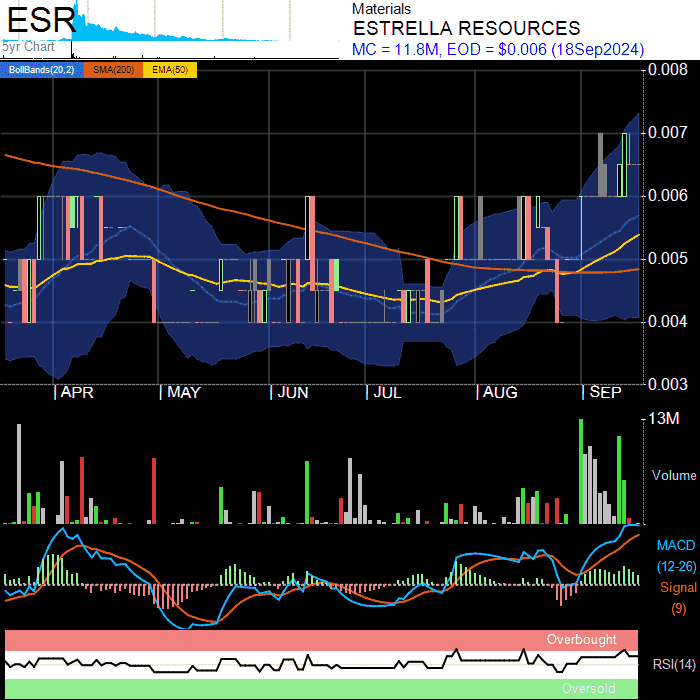 ESR
5yr Chart
Materials
ESTRELLA RESOURCES
MC = 11.8M, EOD = $0.006 (18Sep2024)
BollBands(20,2) SMA(200) EMA(50)
0.008
0.007
0.006
0.005
0.004
0.003
APR MAY JUN JUL AUG SEP
13M
Volume
MACD
(12-26)
Signal
(9)
Overbought
RSI(14)
Oversold